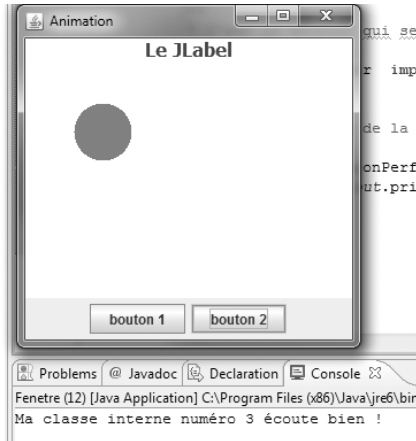 Animation
qui se
Le JLabel
r imp
de la
onPerf
ut.pri
bouton 1 bouton 2
Problems @ Javadoc Declaration Console
Fenetre (12) [Java Application] C:\Program Files (x86)\Java\jre6\bin
Ma classe interne numéro 3 écoute bien !